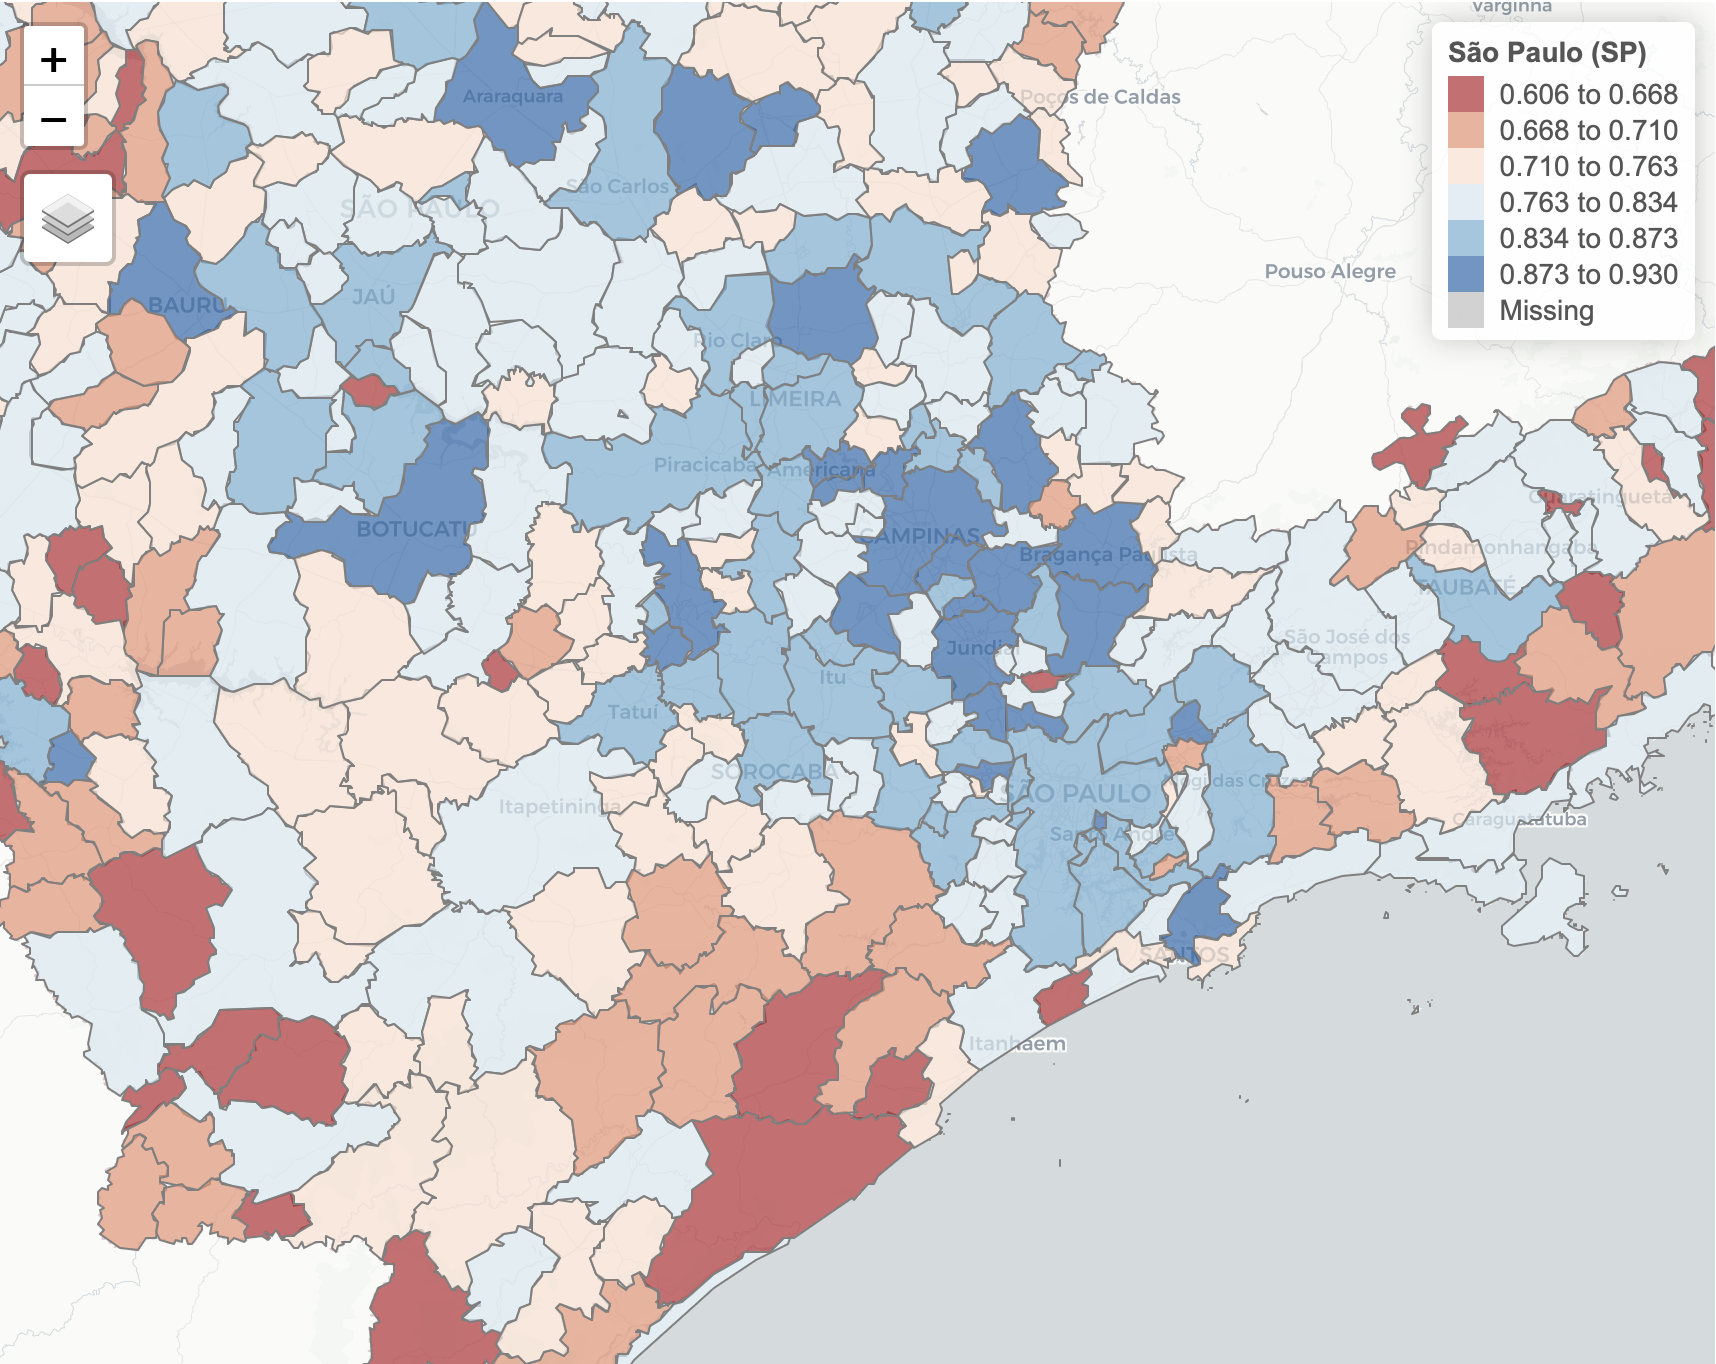 Varginha
+
−
São Paulo (SP)
0.606 to 0.668
0.668 to 0.710
0.710 to 0.763
0.763 to 0.834
0.834 to 0.873
0.873 to 0.930
Missing
Araraquara
Poços de Caldas
São Carlos
SÃO PAULO
Pouso Alegre
BAURU
JAÚ
Rio Claro
LIMEIRA
Piracicaba
Americana
Guaratinguetá
BOTUCATU
CAMPINAS
Bragança Paulista
Pindamonhangaba
TAUBATÉ
São José dos
Campos
Jundiaí
Itu
Tatuí
SOROCABA
Mogi das Cruzes
SÃO PAULO
Itapetininga
Santo André
Caraguatatuba
SANTOS
Itanhaém